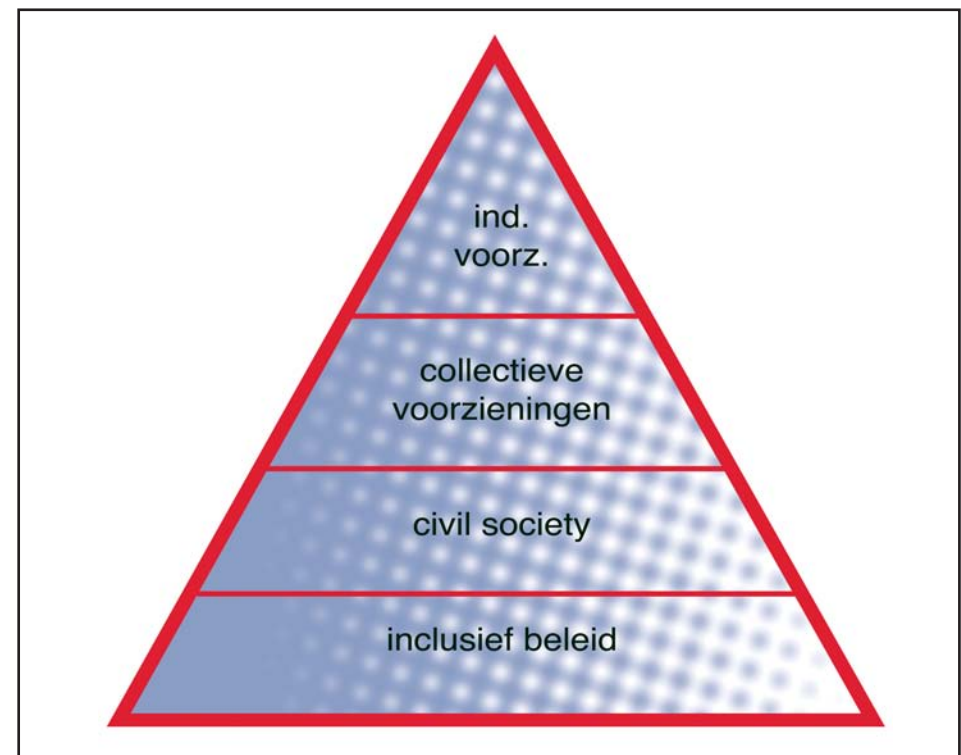 ind.
voorz.
collectieve
voorzieningen
civil society
inclusief beleid